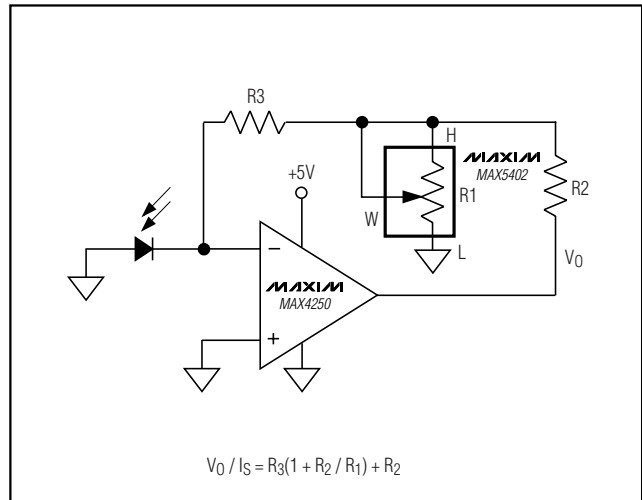 R3
H
MAXIM
MAX5402
R1
R2
+5V
W
L
V0
−
MAXIM
MAX4250
+
V0 / IS = R3(1 + R2 / R1) + R2